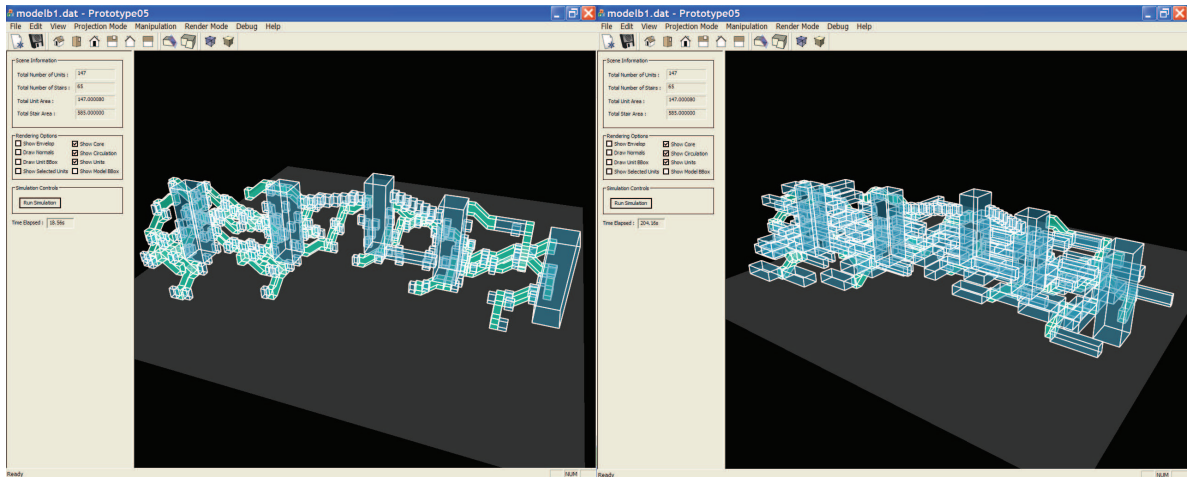 modelb1.dat - Prototype05
File Edit View Projection Mode Manipulation Render Mode Debug Help
Scene Information
Total Number of Units : 147
Total Number of Stairs : 65
Total Unit Area : 147.000000
Total Stair Area : 585.000000
Rendering Options
Show Envelop Show Core
Draw Normals Show Circulation
Draw Unit BBox Show Units
Show Selected Units Show Model BBox
Simulation Controls
Run Simulation
Time Elapsed : 18.56s
Ready NUM
modelb1.dat - Prototype05
File Edit View Projection Mode Manipulation Render Mode Debug Help
Scene Information
Total Number of Units : 147
Total Number of Stairs : 65
Total Unit Area : 147.000000
Total Stair Area : 585.000000
Rendering Options
Show Envelop Show Core
Draw Normals Show Circulation
Draw Unit BBox Show Units
Show Selected Units Show Model BBox
Simulation Controls
Run Simulation
Time Elapsed : 204.16s
Ready NUM